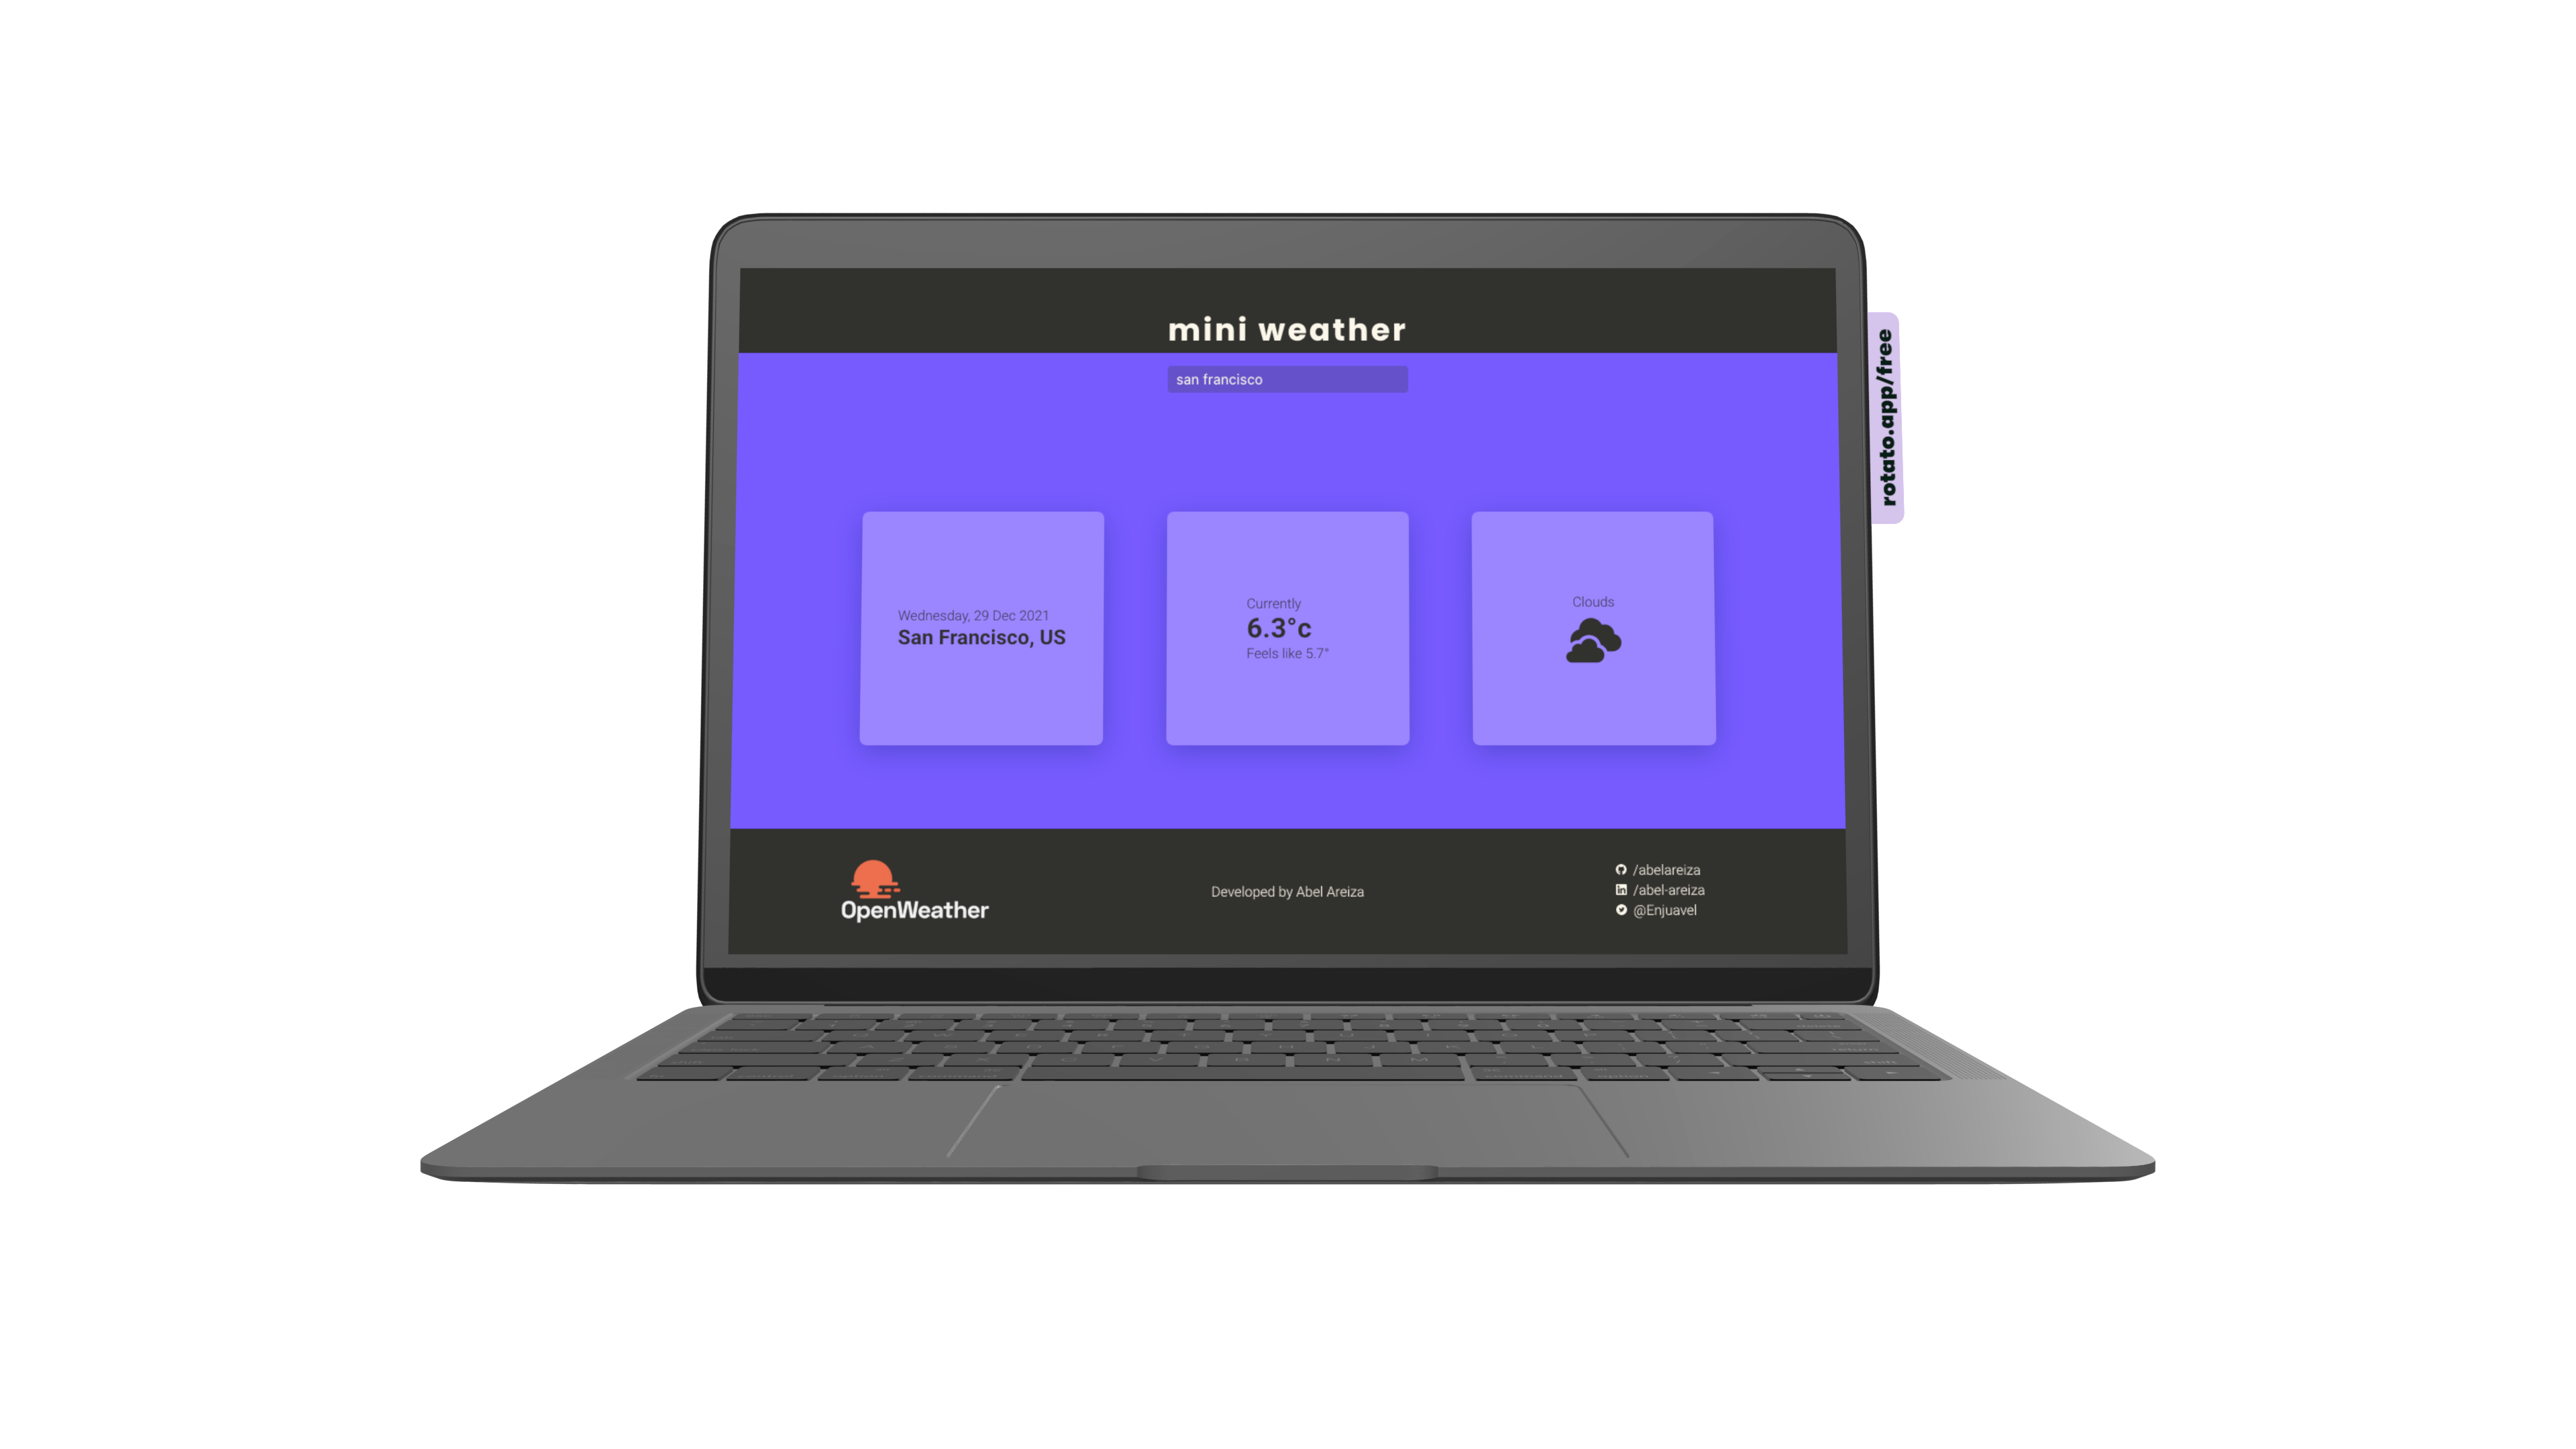 mini weather
san francisco
Wednesday, 29 Dec 2021
San Francisco, US
Currently
6.3°c
Feels like 5.7°
Clouds
OpenWeather
Developed by Abel Areiza
/abelareiza
/abel-areiza
@Enjuavel
rotato.app/free